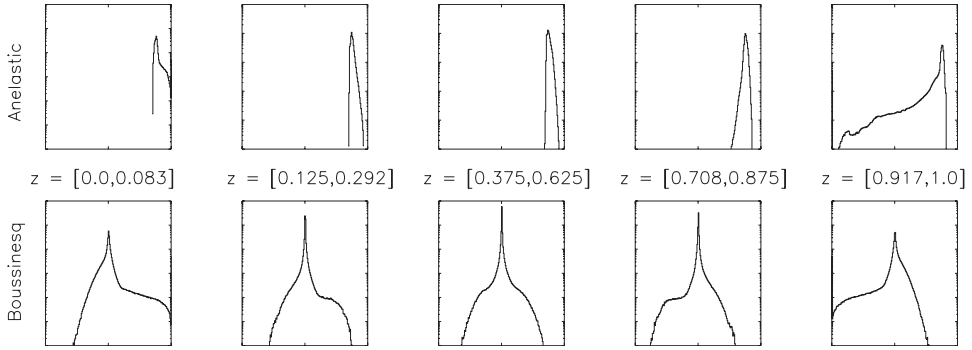 Anelastic
z = [0.0,0.083]
z = [0.125,0.292]
z = [0.375,0.625]
z = [0.708,0.875]
z = [0.917,1.0]
Boussinesq